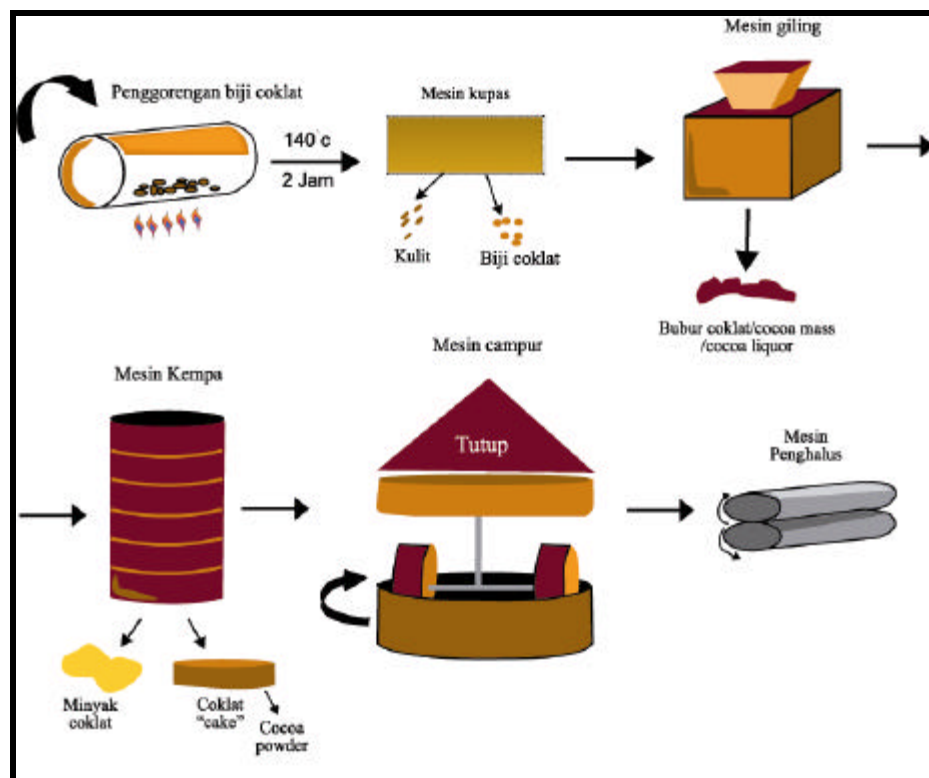 Mesin giling
Penggorengan biji coklat
Mesin kupas
140 c
2 Jam
Kulit
Biji coklat
Bubur coklat/cocoa mass
/cocoa liquor
Mesin Kempa
Mesin campur
Tutup
Mesin
Penghalus
Minyak
coklat
Coklat
“cake”
Cocoa
powder